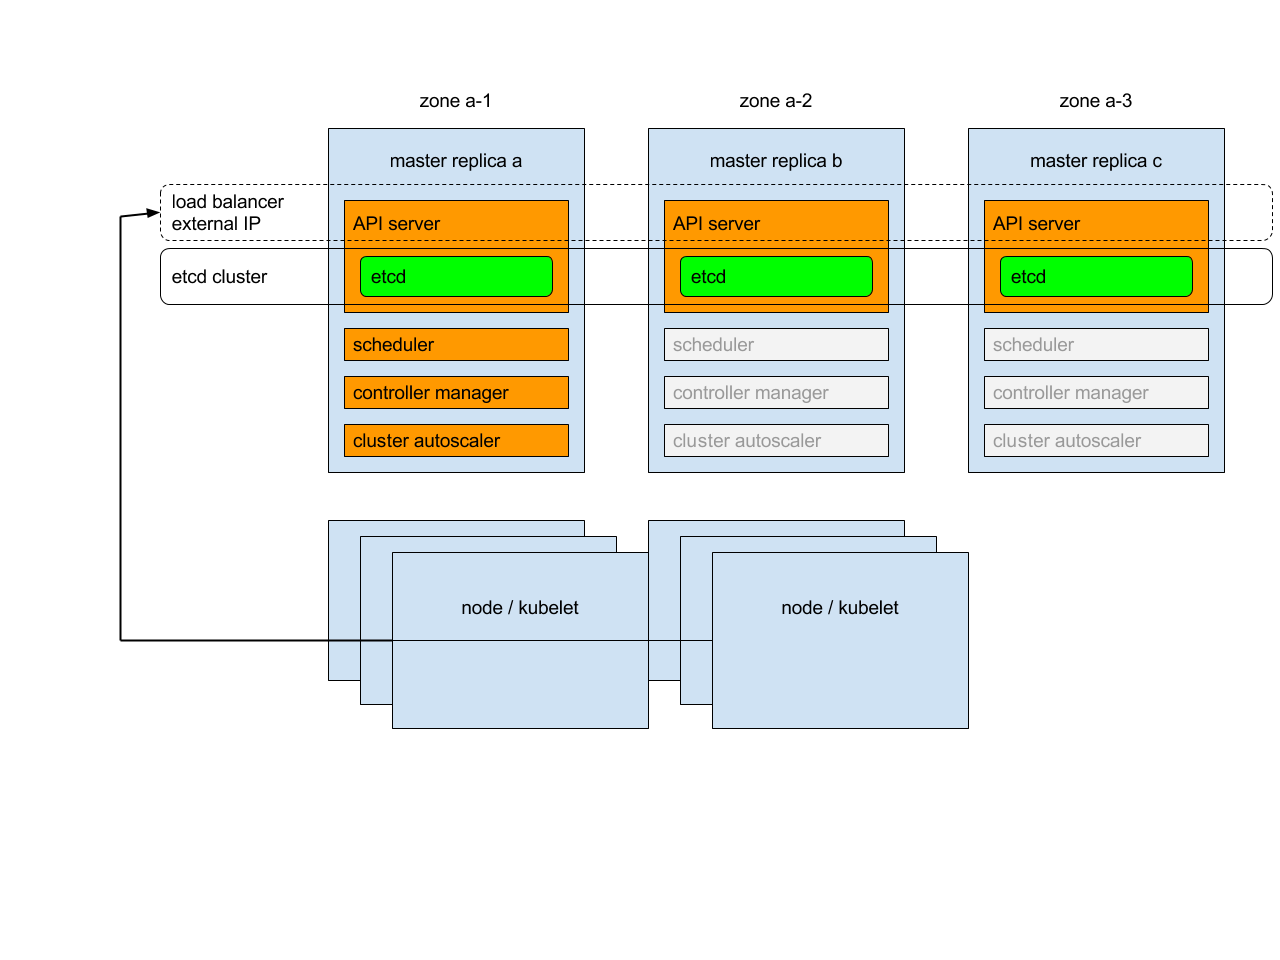 zone a-1
zone a-2
zone a-3
master replica a
master replica b
master replica c
load balancer
external IP
API server
API server
API server
etcd cluster
etcd
etcd
etcd
scheduler
scheduler
scheduler
controller manager
controller manager
controller manager
cluster autoscaler
cluster autoscaler
cluster autoscaler
node / kubelet
node / kubelet